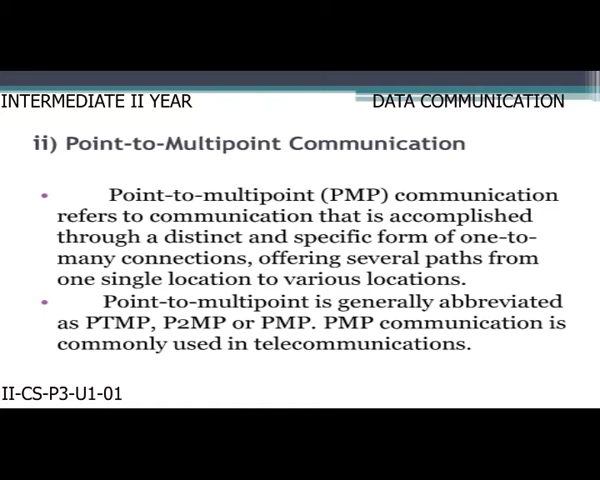 INTERMEDIATE II YEAR
DATA COMMUNICATION
ii) Point-to-Multipoint Communication
• Point-to-multipoint (PMP) communication
refers to communication that is accomplished
through a distinct and specific form of one-to-
many connections, offering several paths from
one single location to various locations.
• Point-to-multipoint is generally abbreviated
as PTMP, P2MP or PMP. PMP communication is
commonly used in telecommunications.
II-CS-P3-U1-01